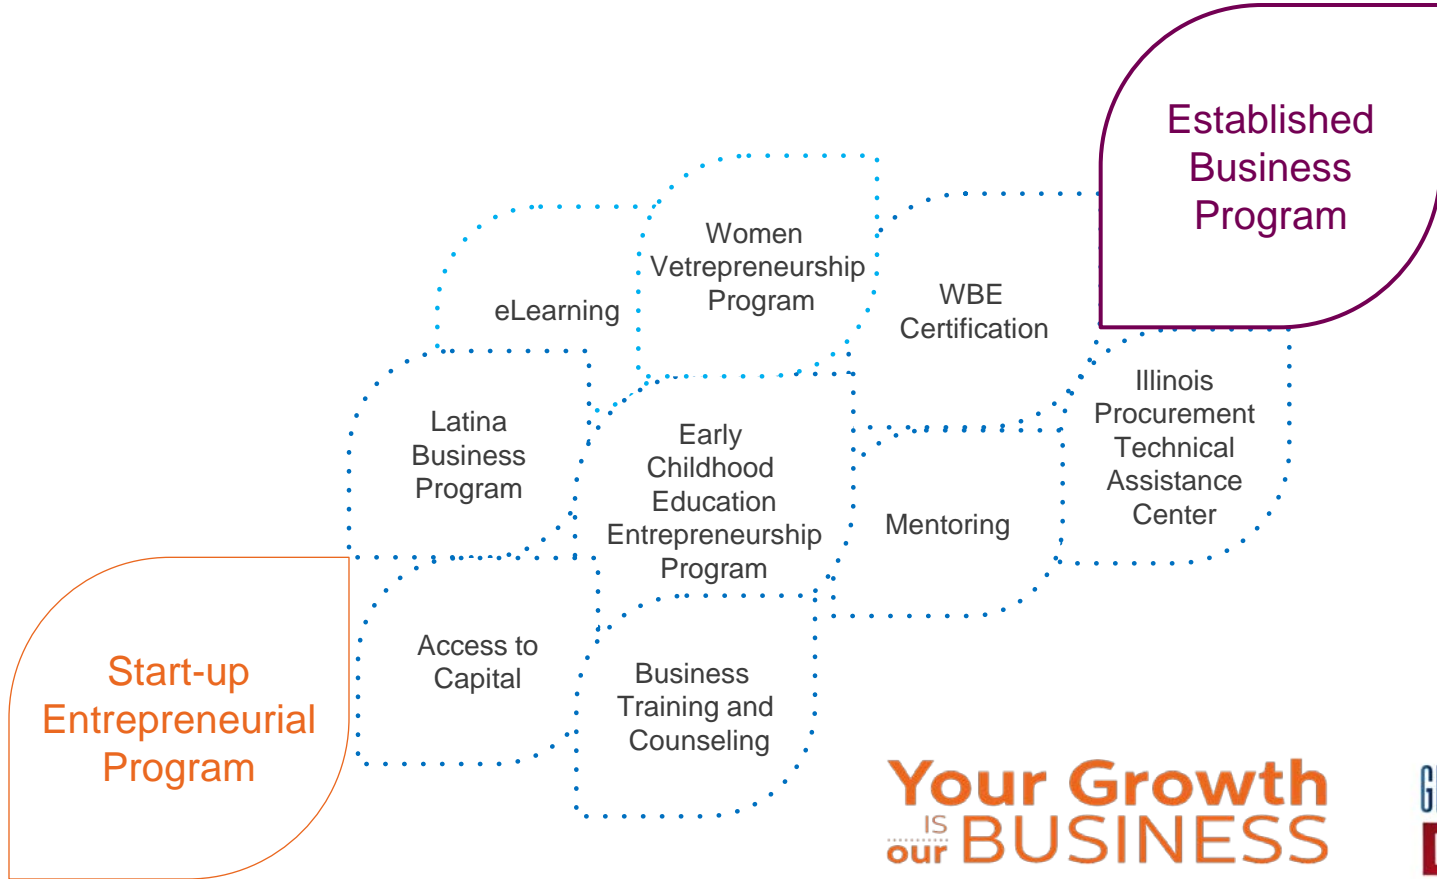 Established
Business
Program
Women
Vetrepreneurship
Program
eLearning
WBE
Certification
Illinois
Procurement
Technical
Assistance
Center
Latina
Business
Program
Early
Childhood
Education
Entrepreneurship
Program
Mentoring
Start-up
Entrepreneurial
Program
Access to
Capital
Business
Training and
Counseling
Your Growth
IS
our BUSINESS